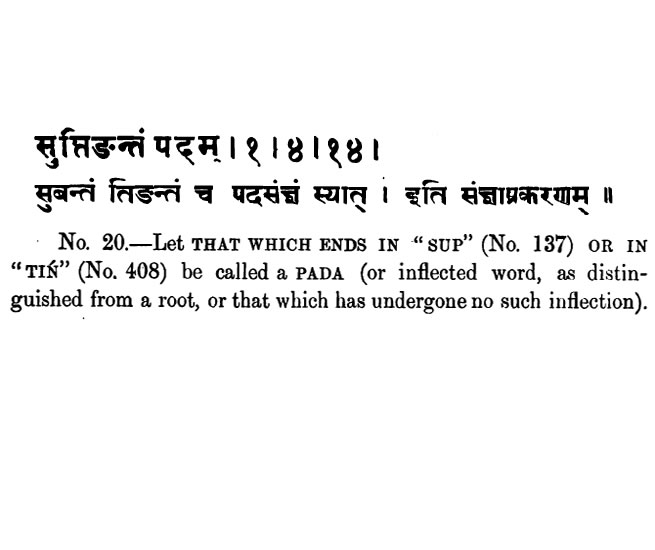 सुप्तिङन्तं पदम् । १ । ४ । १४ ।
सुबन्तं तिङन्तं च पदसंज्ञं स्यात् । इति संज्ञाप्रकरणम् ॥
No. 20.—Let THAT WHICH ENDS IN “SUP” (No. 137) OR IN
“TIŃ” (No. 408) be called a PADA (or inflected word, as distin-
guished from a root, or that which has undergone no such inflection).